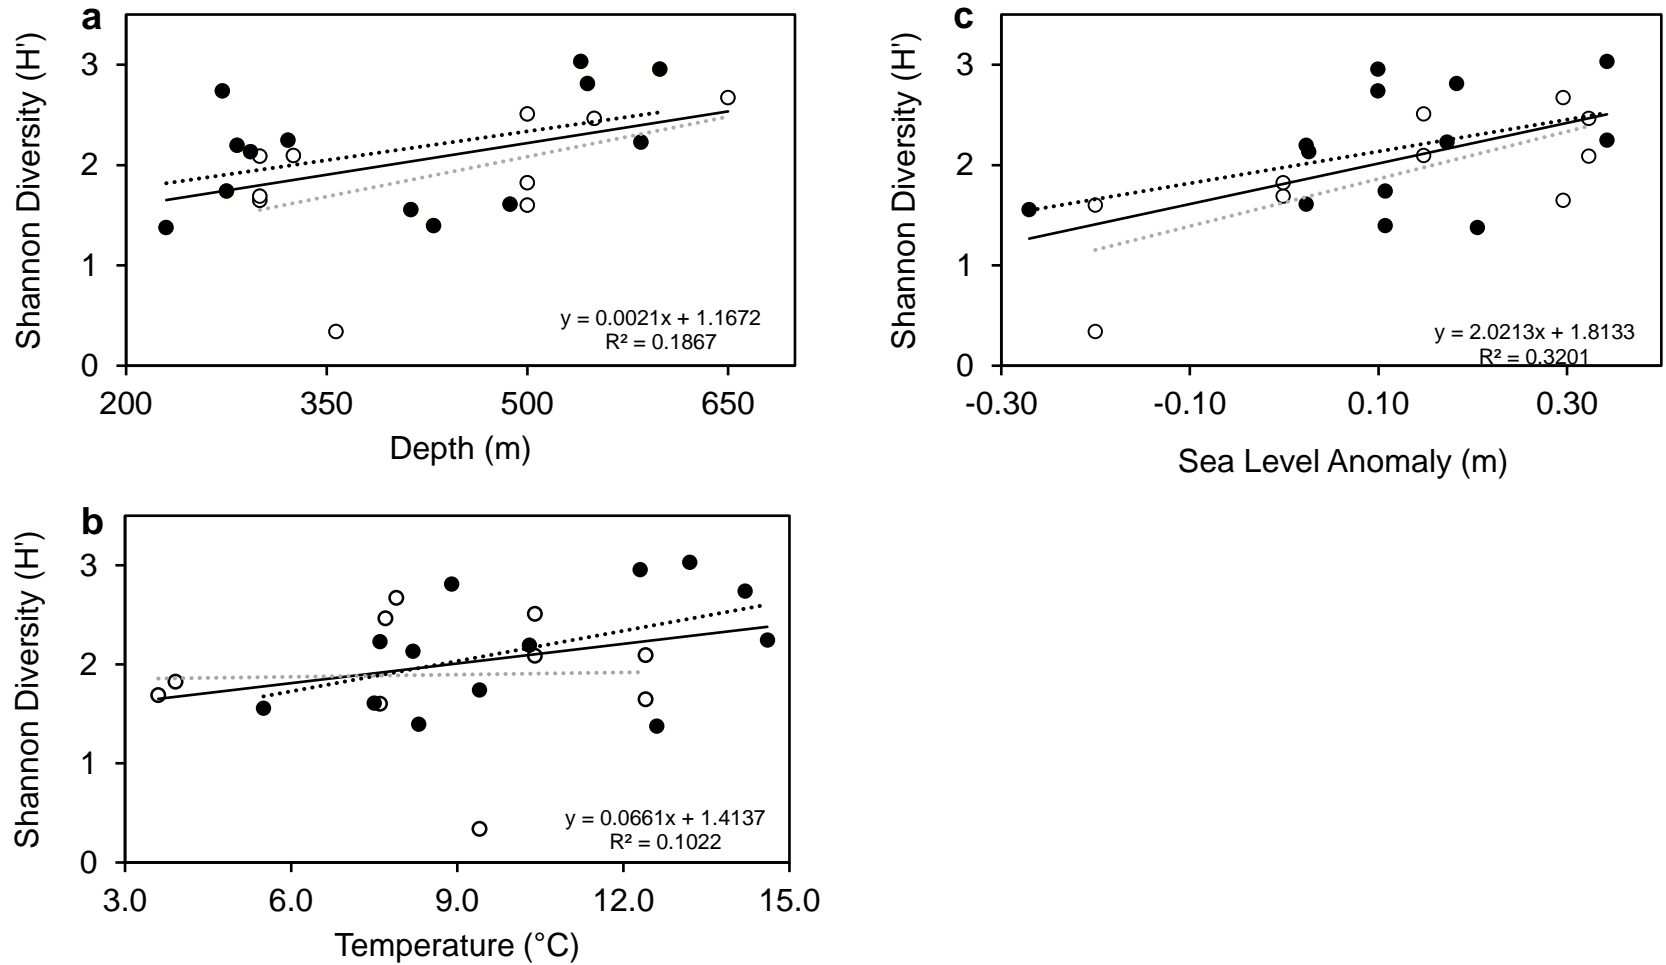 a
Shannon Diversity (H')
3
2
1
0
y = 0.0021x + 1.1672
R² = 0.1867
200 350 500 650
Depth (m)
c
Shannon Diversity (H')
3
2
1
0
y = 2.0213x + 1.8133
R² = 0.3201
-0.30 -0.10 0.10 0.30
Sea Level Anomaly (m)
b
Shannon Diversity (H')
3
2
1
0
y = 0.0661x + 1.4137
R² = 0.1022
3.0 6.0 9.0 12.0 15.0
Temperature (°C)